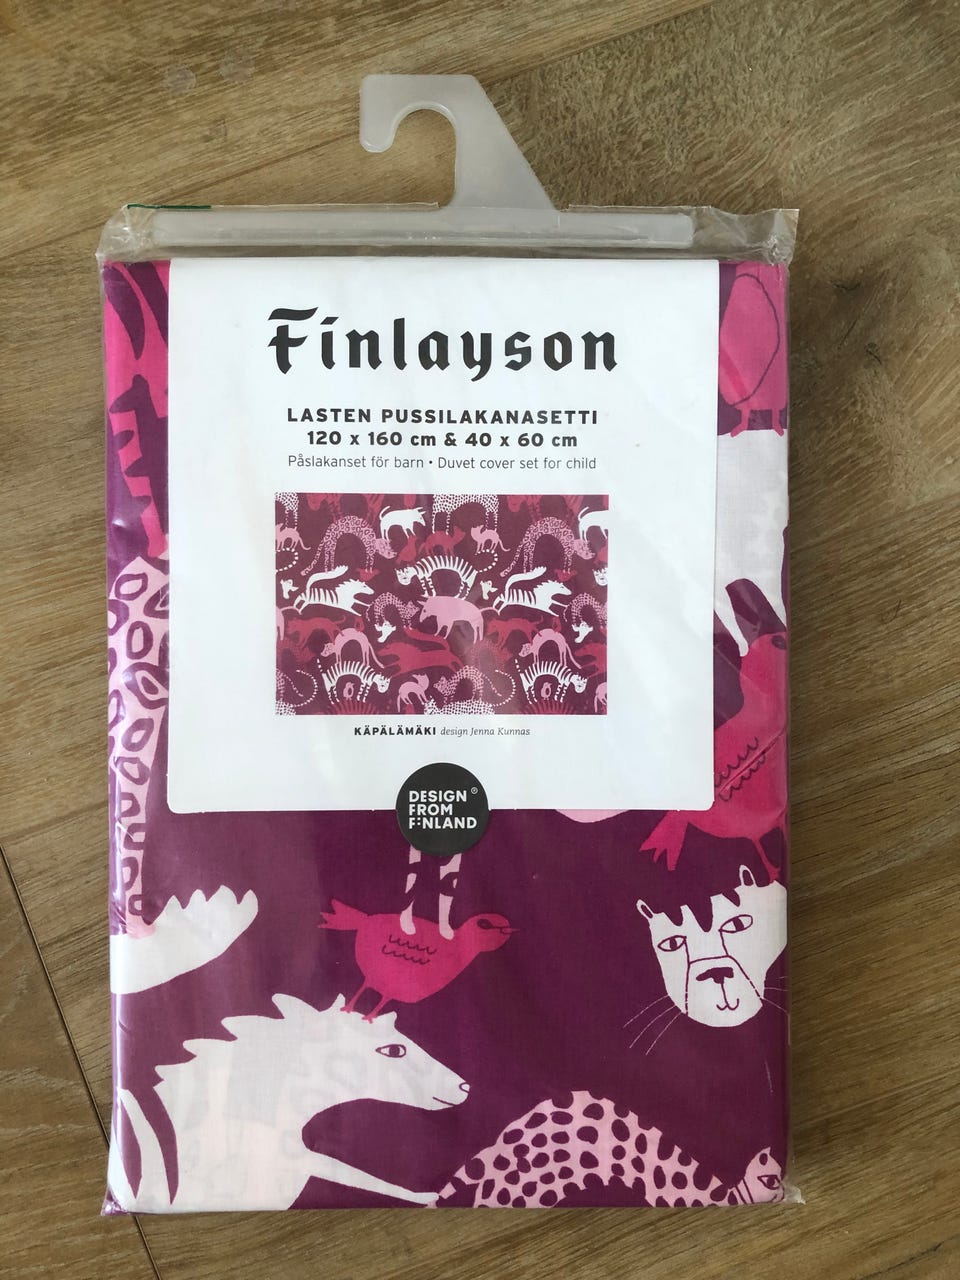 Finlayson
LASTEN PUSSILAKANASETTI
120 x 160 cm & 40 x 60 cm
Påslakanset för barn • Duvet cover set for child
KÄPÄLÄMÄKI design Jenna Kunnas
DESIGN ®
FROM
F:NLAND